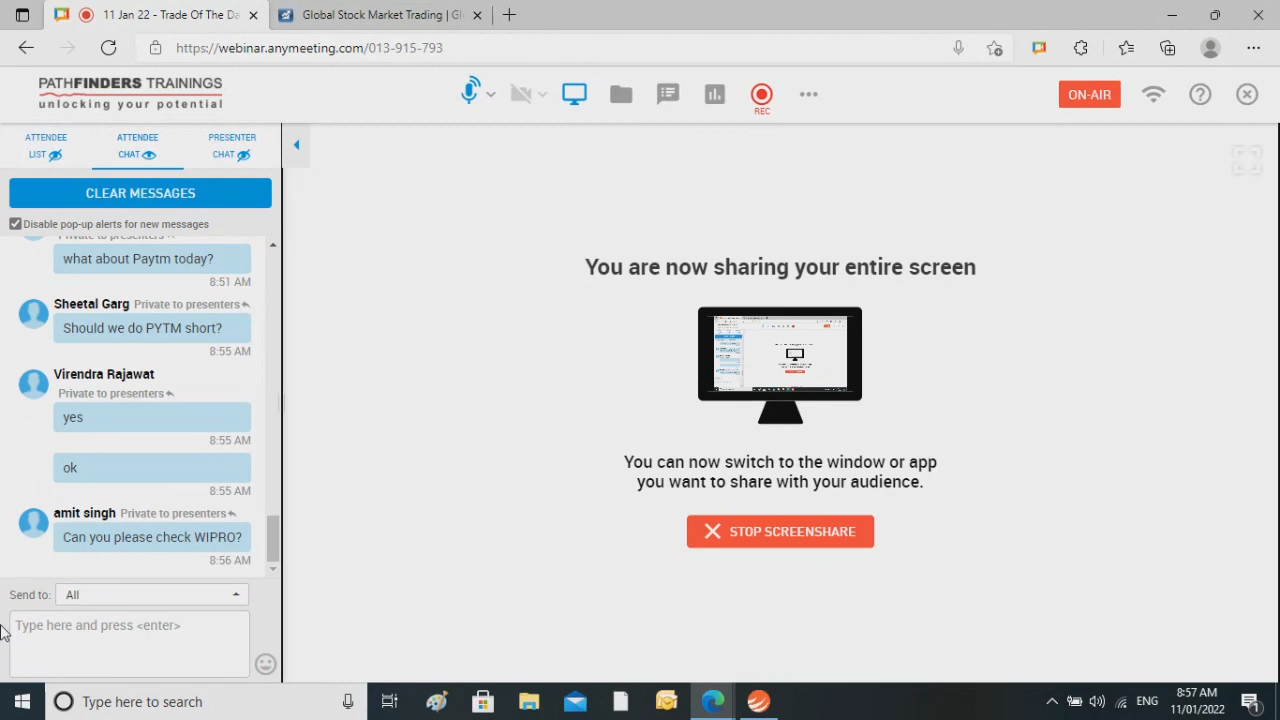 11 Jan 22 - Trade Of The Da
Global Stock Market Trading | Gl
https://webinar.anymeeting.com/013-915-793
PATHFINDERS TRAININGS
unlocking your potential
REC
ON-AIR
ATTENDEE
LIST
ATTENDEE
CHAT
PRESENTER
CHAT
CLEAR MESSAGES
Disable pop-up alerts for new messages
Private to presenters
what about Paytm today?
8:51 AM
Sheetal Garg Private to presenters
Should we do PYTM short?
8:55 AM
Virendra Rajawat
Private to presenters
yes
8:55 AM
ok
8:55 AM
amit singh Private to presenters
Can you please check WIPRO?
8:56 AM
Send to: All
Type here and press <enter>
You are now sharing your entire screen
You can now switch to the window or app
you want to share with your audience.
STOP SCREENSHARE
Type here to search
ENG
8:57 AM
11/01/2022
1